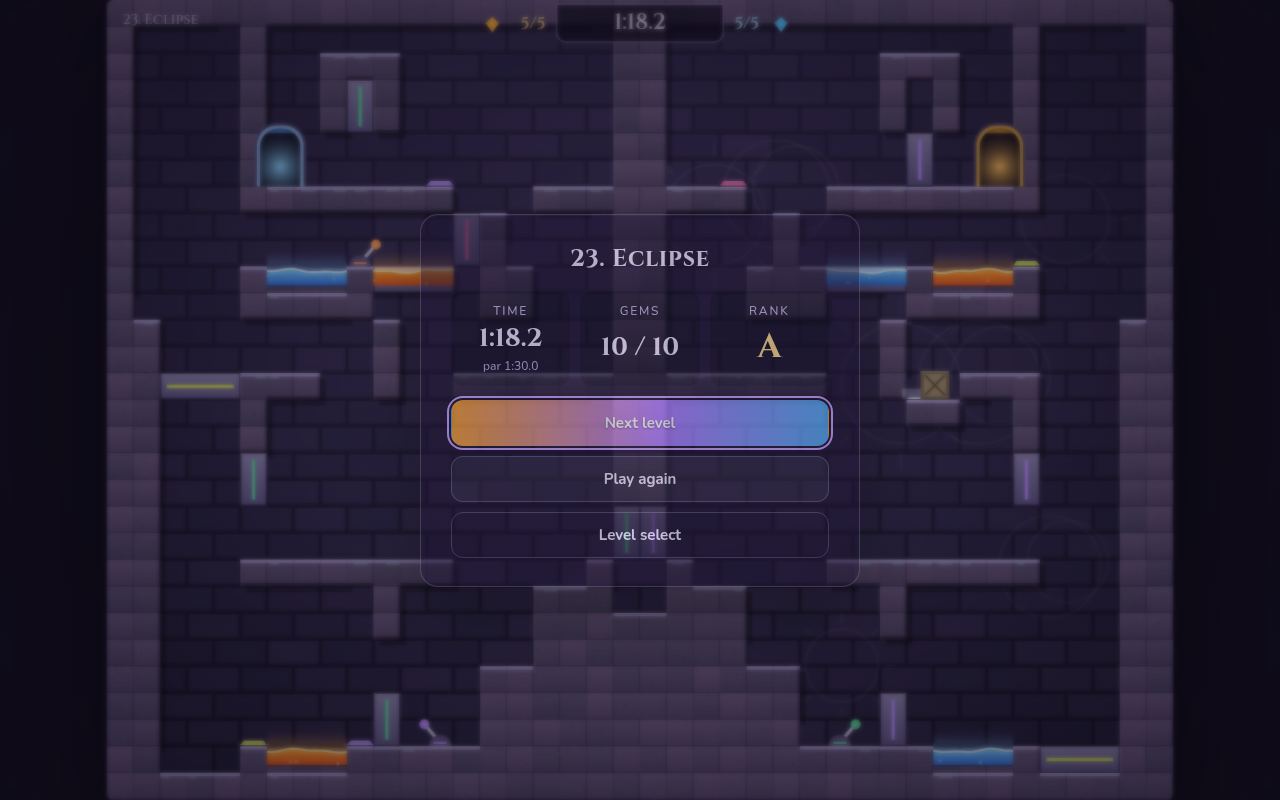 23. Eclipse
5/5
1:18.2
5/5
23. Eclipse
TIME
GEMS
RANK
1:18.2
10 / 10
A
par 1:30.0
Next level
Play again
Level select